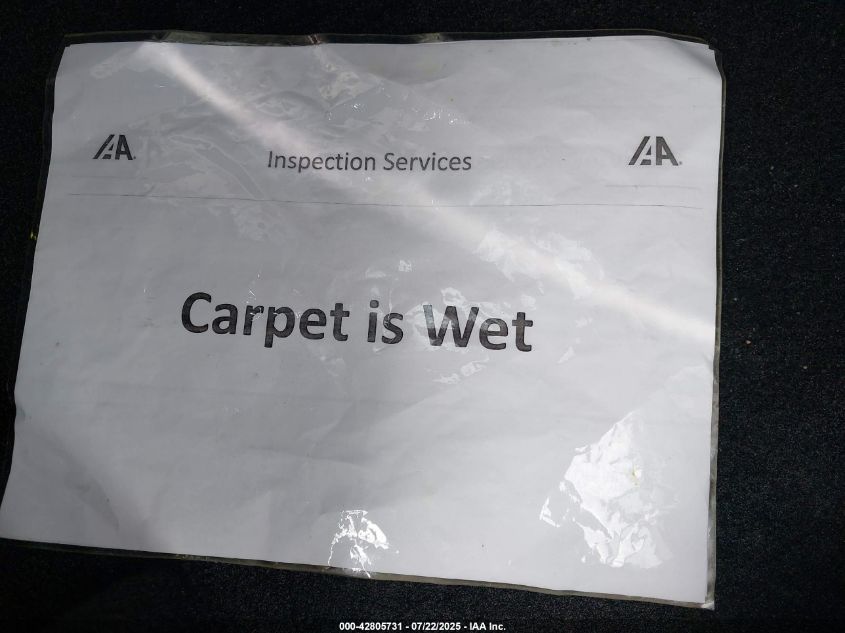 IAA. Inspection Services IAA.
Carpet is Wet
000-42805731 - 07/22/2025 - IAA Inc.